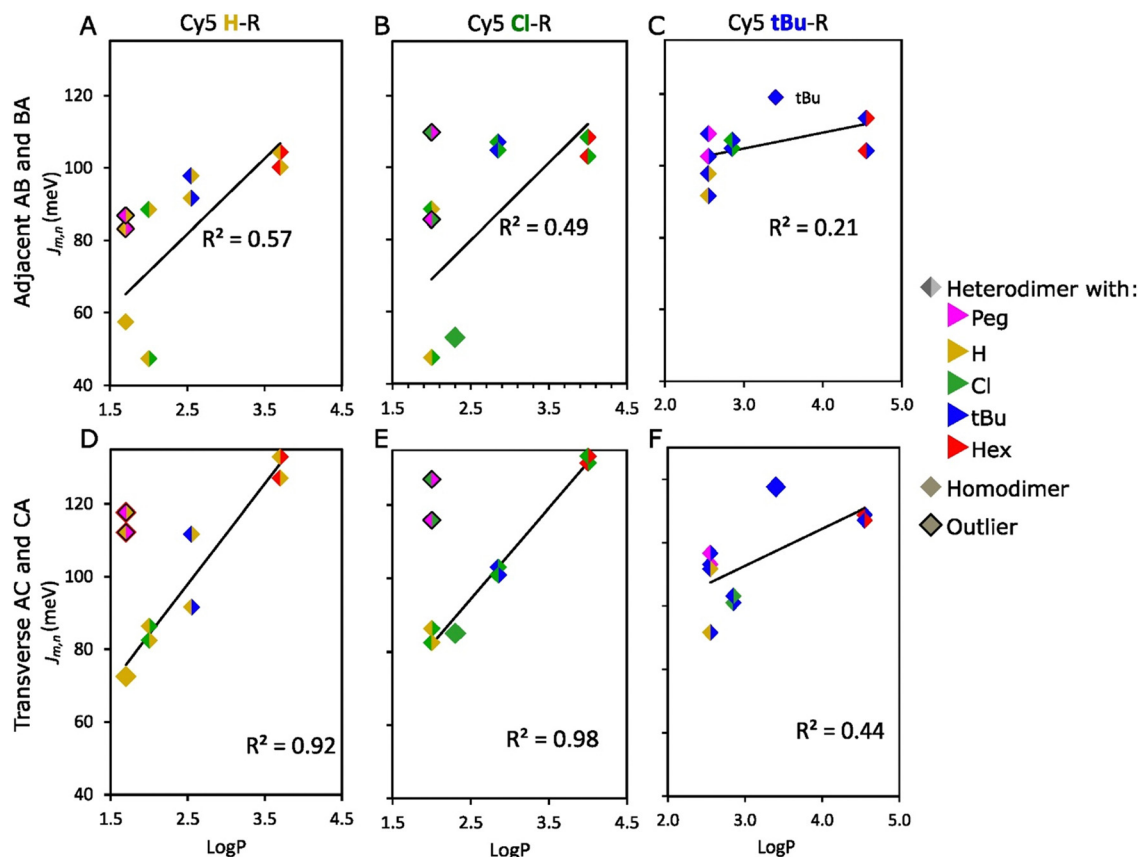 A Cy5 H-R
B Cy5 Cl-R
C Cy5 tBu-R
Adjacent AB and BA
J_{m,n} (meV)
120
100
80
60
40
R² = 0.57
1.5 2.5 3.5 4.5
R² = 0.49
1.5 2.5 3.5 4.5
tBu
R² = 0.21
2.0 3.0 4.0 5.0
Heterodimer with:
Peg
H
Cl
tBu
Hex
Homodimer
Outlier
D
E
F
Transverse AC and CA
J_{m,n} (meV)
120
100
80
60
40
R² = 0.92
1.5 2.5 3.5 4.5
LogP
R² = 0.98
1.5 2.5 3.5 4.5
LogP
R² = 0.44
2.0 3.0 4.0 5.0
LogP